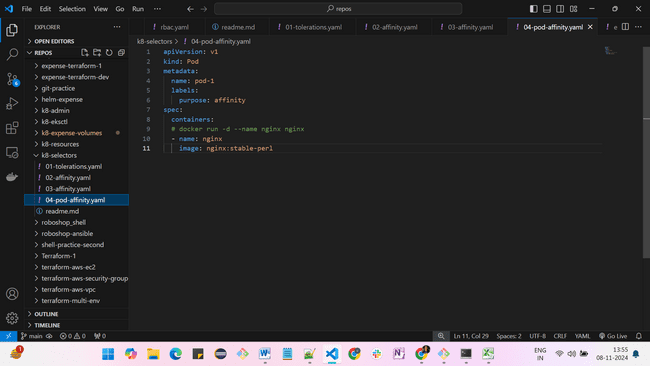 File Edit Selection View Go Run ··· repos
EXPLORER ···
rbac.yaml readme.md 01-tolerations.yaml 02-affinity.yaml 03-affinity.yaml 04-pod-affinity.yaml
OPEN EDITORS
REPOS
expense-terraform-1
expense-terraform-dev
git-practice
helm-expense
k8-admin
k8-eksctl
k8-expense-volumes
k8-resources
k8-selectors
01-tolerations.yaml
02-affinity.yaml
03-affinity.yaml
04-pod-affinity.yaml
readme.md
roboshop_shell
roboshop-ansible
shell-practice-second
Terraform-1
terraform-aws-ec2
terraform-aws-security-group
terraform-aws-vpc
terraform-multi-env
OUTLINE
TIMELINE
k8-selectors > 04-pod-affinity.yaml
1 apiVersion: v1
2 kind: Pod
3 metadata:
4 name: pod-1
5 labels:
6 purpose: affinity
7 spec:
8 containers:
9 # docker run -d --name nginx nginx
10 - name: nginx
11 image: nginx:stable-perl
main 0 0 0 Ln 11, Col 29 Spaces: 2 UTF-8 CRLF YAML Go Live
ENG
IN
13:55
08-11-2024